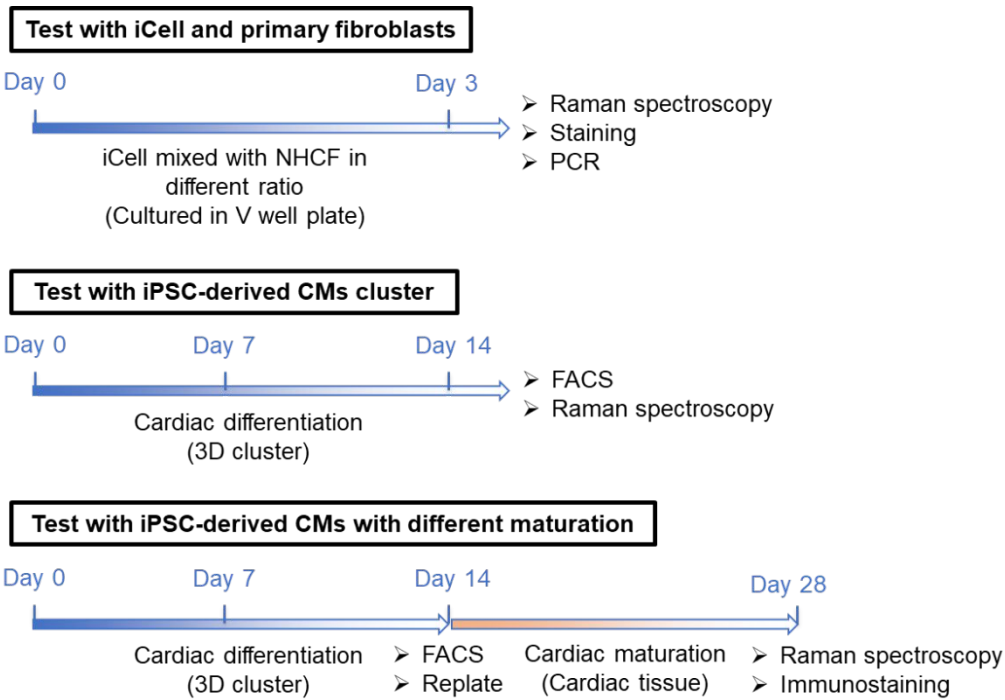 Test with iCell and primary fibroblasts
Day 0
Day 3
➢ Raman spectroscopy
➢ Staining
➢ PCR
iCell mixed with NHCF in
different ratio
(Cultured in V well plate)
Test with iPSC-derived CMs cluster
Day 0
Day 7
Day 14
➢ FACS
➢ Raman spectroscopy
Cardiac differentiation
(3D cluster)
Test with iPSC-derived CMs with different maturation
Day 0
Day 7
Day 14
Day 28
Cardiac differentiation
(3D cluster)
➢ FACS
➢ Replate
Cardiac maturation
(Cardiac tissue)
➢ Raman spectroscopy
➢ Immunostaining